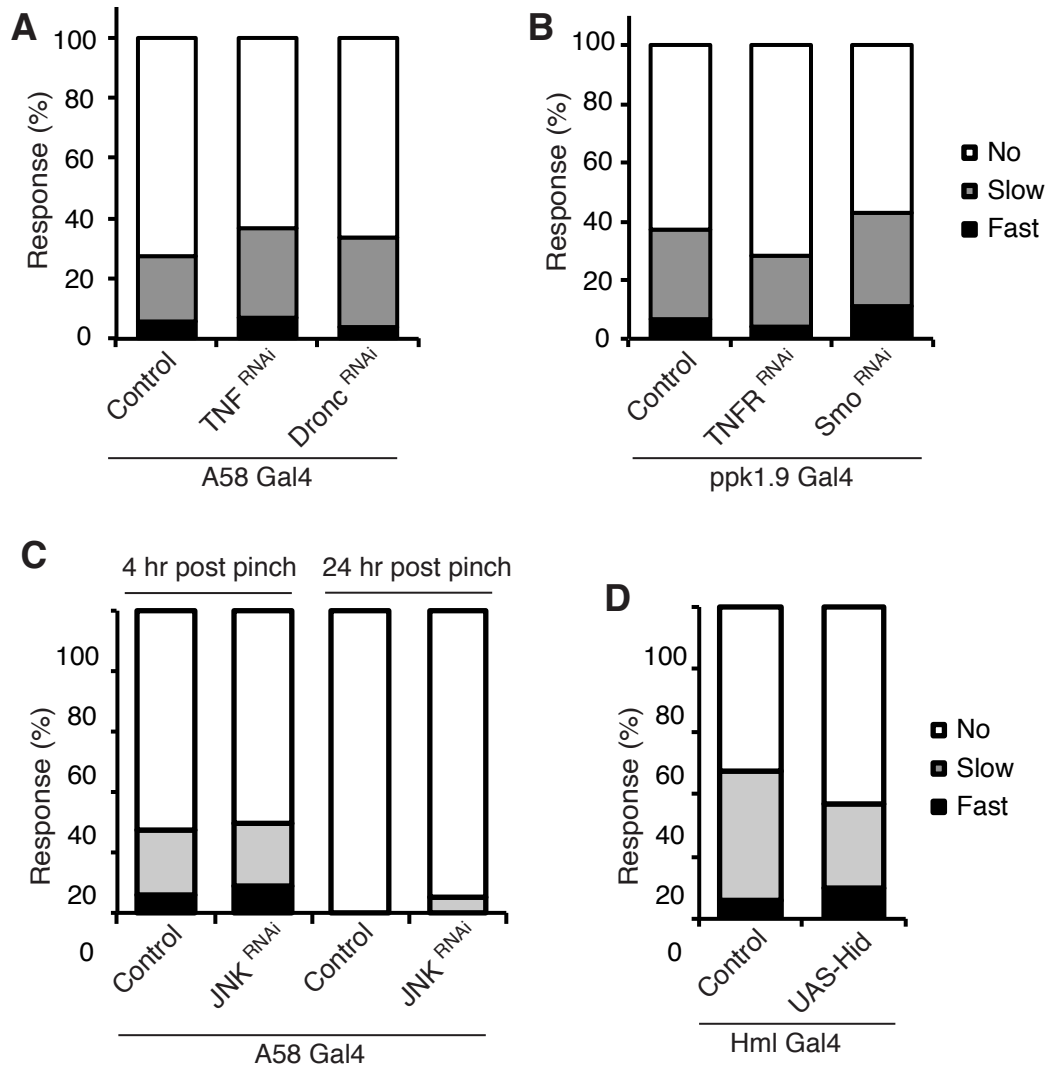 A
Response (%)
100
80
60
40
20
0
Control
TNF RNAi
Dronc RNAi
A58 Gal4
B
Response (%)
100
80
60
40
20
0
Control
TNFR RNAi
Smo RNAi
ppk1.9 Gal4
No
Slow
Fast
C
4 hr post pinch
24 hr post pinch
Response (%)
100
80
60
40
20
0
Control
JNK RNAi
Control
JNK RNAi
A58 Gal4
D
Response (%)
100
80
60
40
20
0
Control
UAS-Hid
Hml Gal4
No
Slow
Fast